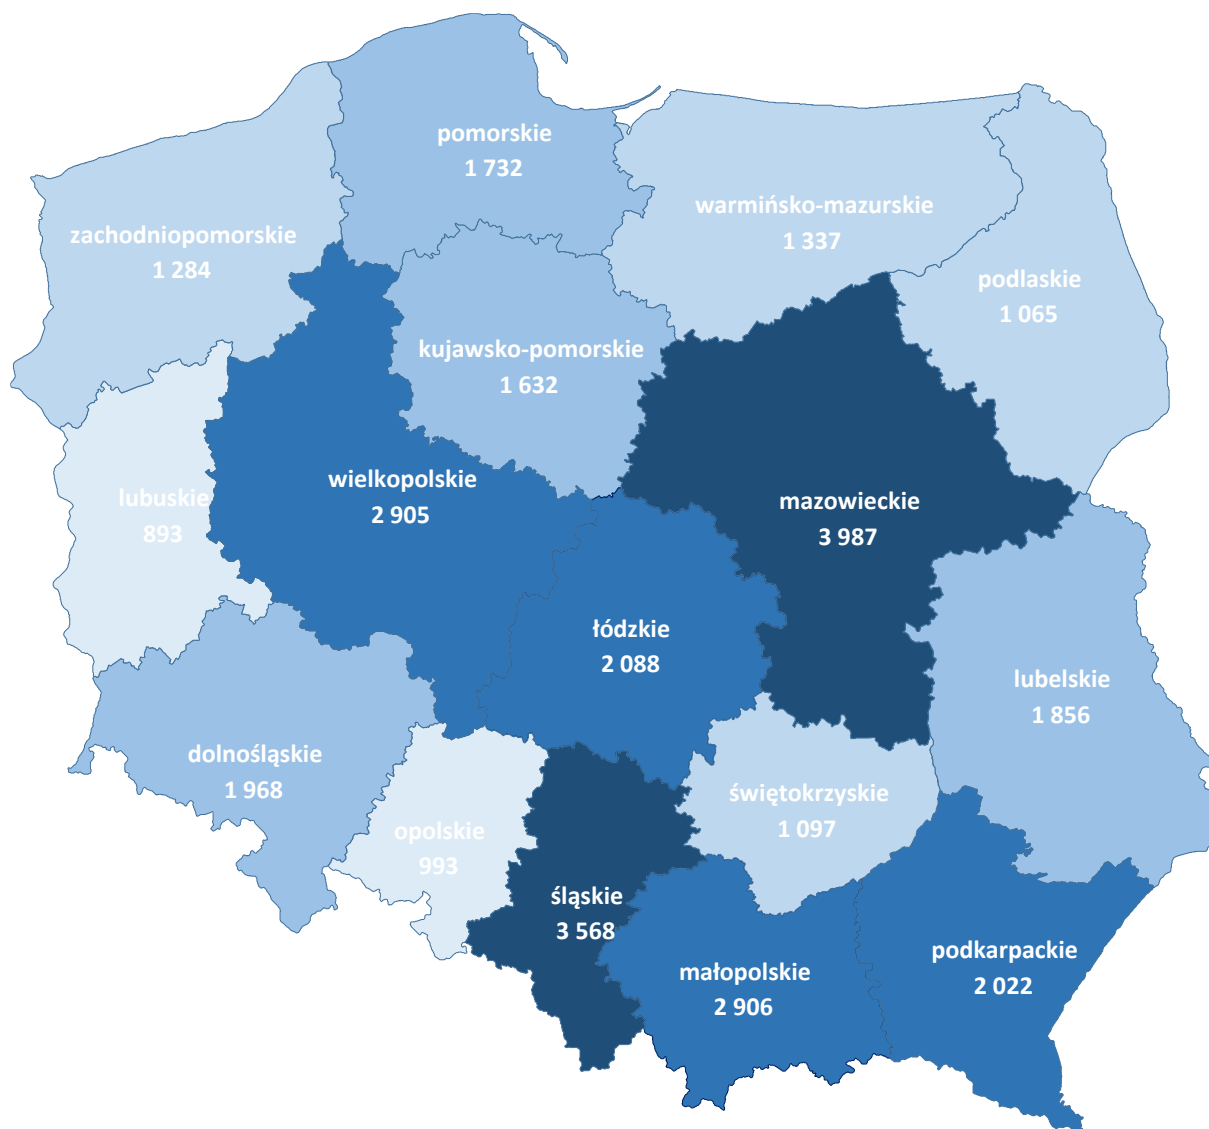 pomorskie
1 732
warmińsko-mazurskie
1 337
zachodniopomorskie
1 284
podlaskie
1 065
kujawsko-pomorskie
1 632
wielkopolskie
2 905
lubuskie
893
mazowieckie
3 987
łódzkie
2 088
lubelskie
1 856
dolnośląskie
1 968
świętokrzyskie
1 097
opolskie
993
śląskie
3 568
podkarpackie
2 022
małopolskie
2 906